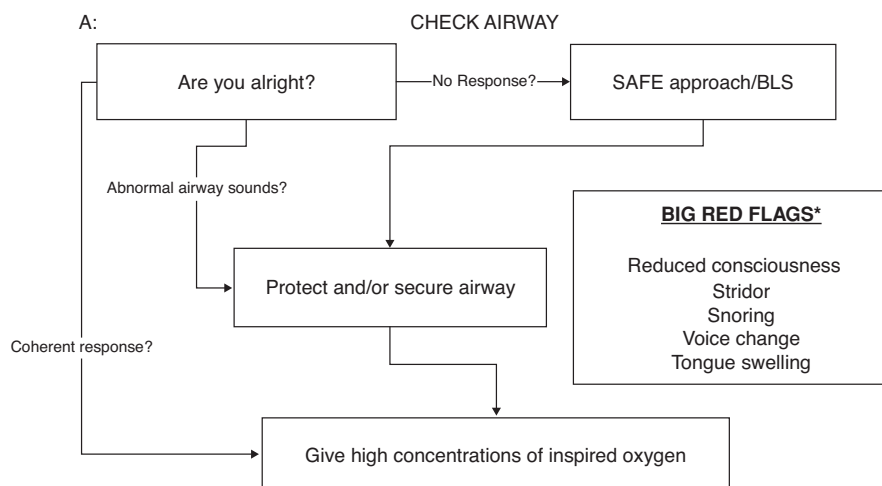 A:
CHECK AIRWAY
Are you alright?
No Response?
SAFE approach/BLS
Abnormal airway sounds?
BIG RED FLAGS*
Reduced consciousness
Stridor
Snoring
Voice change
Tongue swelling
Protect and/or secure airway
Coherent response?
Give high concentrations of inspired oxygen